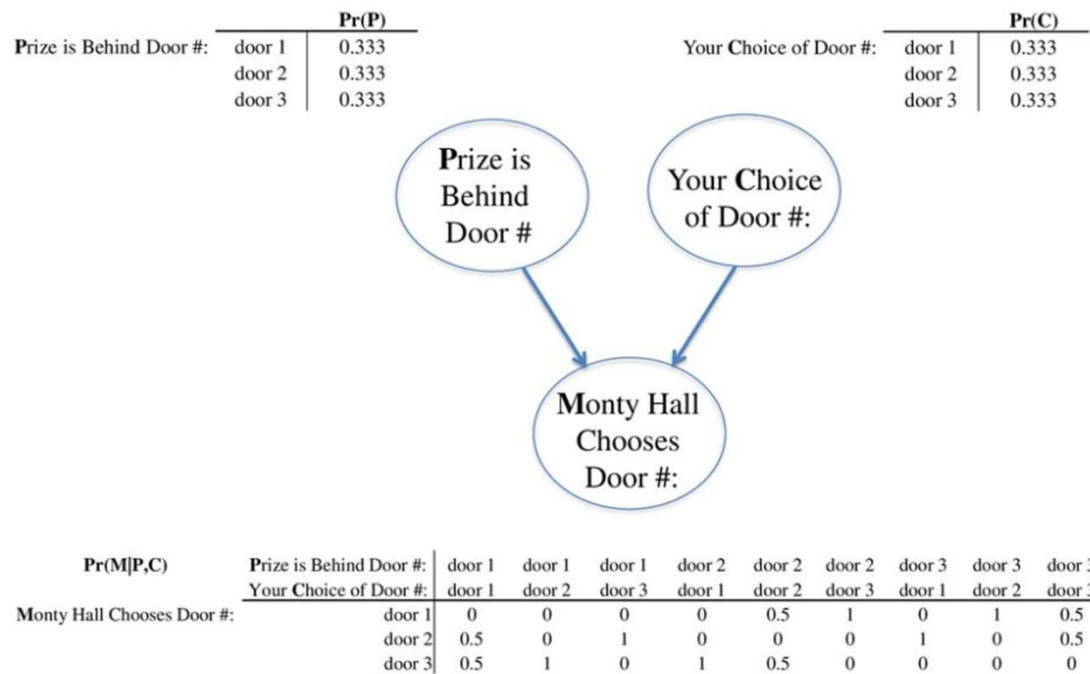 Pr(P)
Prize is Behind Door #: door 1 0.333
door 2 0.333
door 3 0.333
Pr(C)
Your Choice of Door #: door 1 0.333
door 2 0.333
door 3 0.333
Prize is
Behind
Door #
Your Choice
of Door #:
Monty Hall
Chooses
Door #:
Pr(M|P,C) Prize is Behind Door #: door 1 door 1 door 1 door 2 door 2 door 2 door 3 door 3 door 3
Your Choice of Door #: door 1 door 2 door 3 door 1 door 2 door 3 door 1 door 2 door 3
Monty Hall Chooses Door #: door 1 0 0 0 0 0.5 1 0 1 0.5
door 2 0.5 0 1 0 0 0 1 0 0.5
door 3 0.5 1 0 1 0.5 0 0 0 0